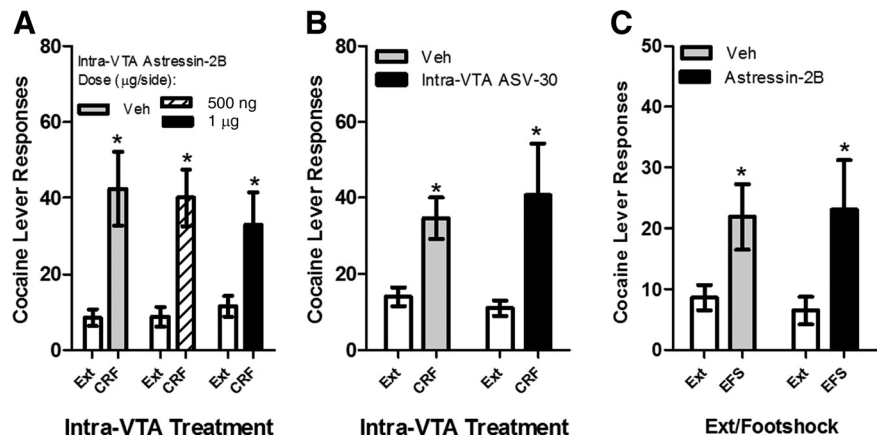 A
Cocaine Lever Responses
80
60
40
20
0
Intra-VTA Astressin-2B
Dose (μg/side):
Veh
500 ng
1 μg
*
*
*
Ext
CRF
Ext
CRF
Ext
CRF
Intra-VTA Treatment
B
Cocaine Lever Responses
80
60
40
20
0
Veh
Intra-VTA ASV-30
*
*
Ext
CRF
Ext
CRF
Intra-VTA Treatment
C
Cocaine Lever Responses
50
40
30
20
10
0
Veh
Astressin-2B
*
*
Ext
EFS
Ext
EFS
Ext/Footshock